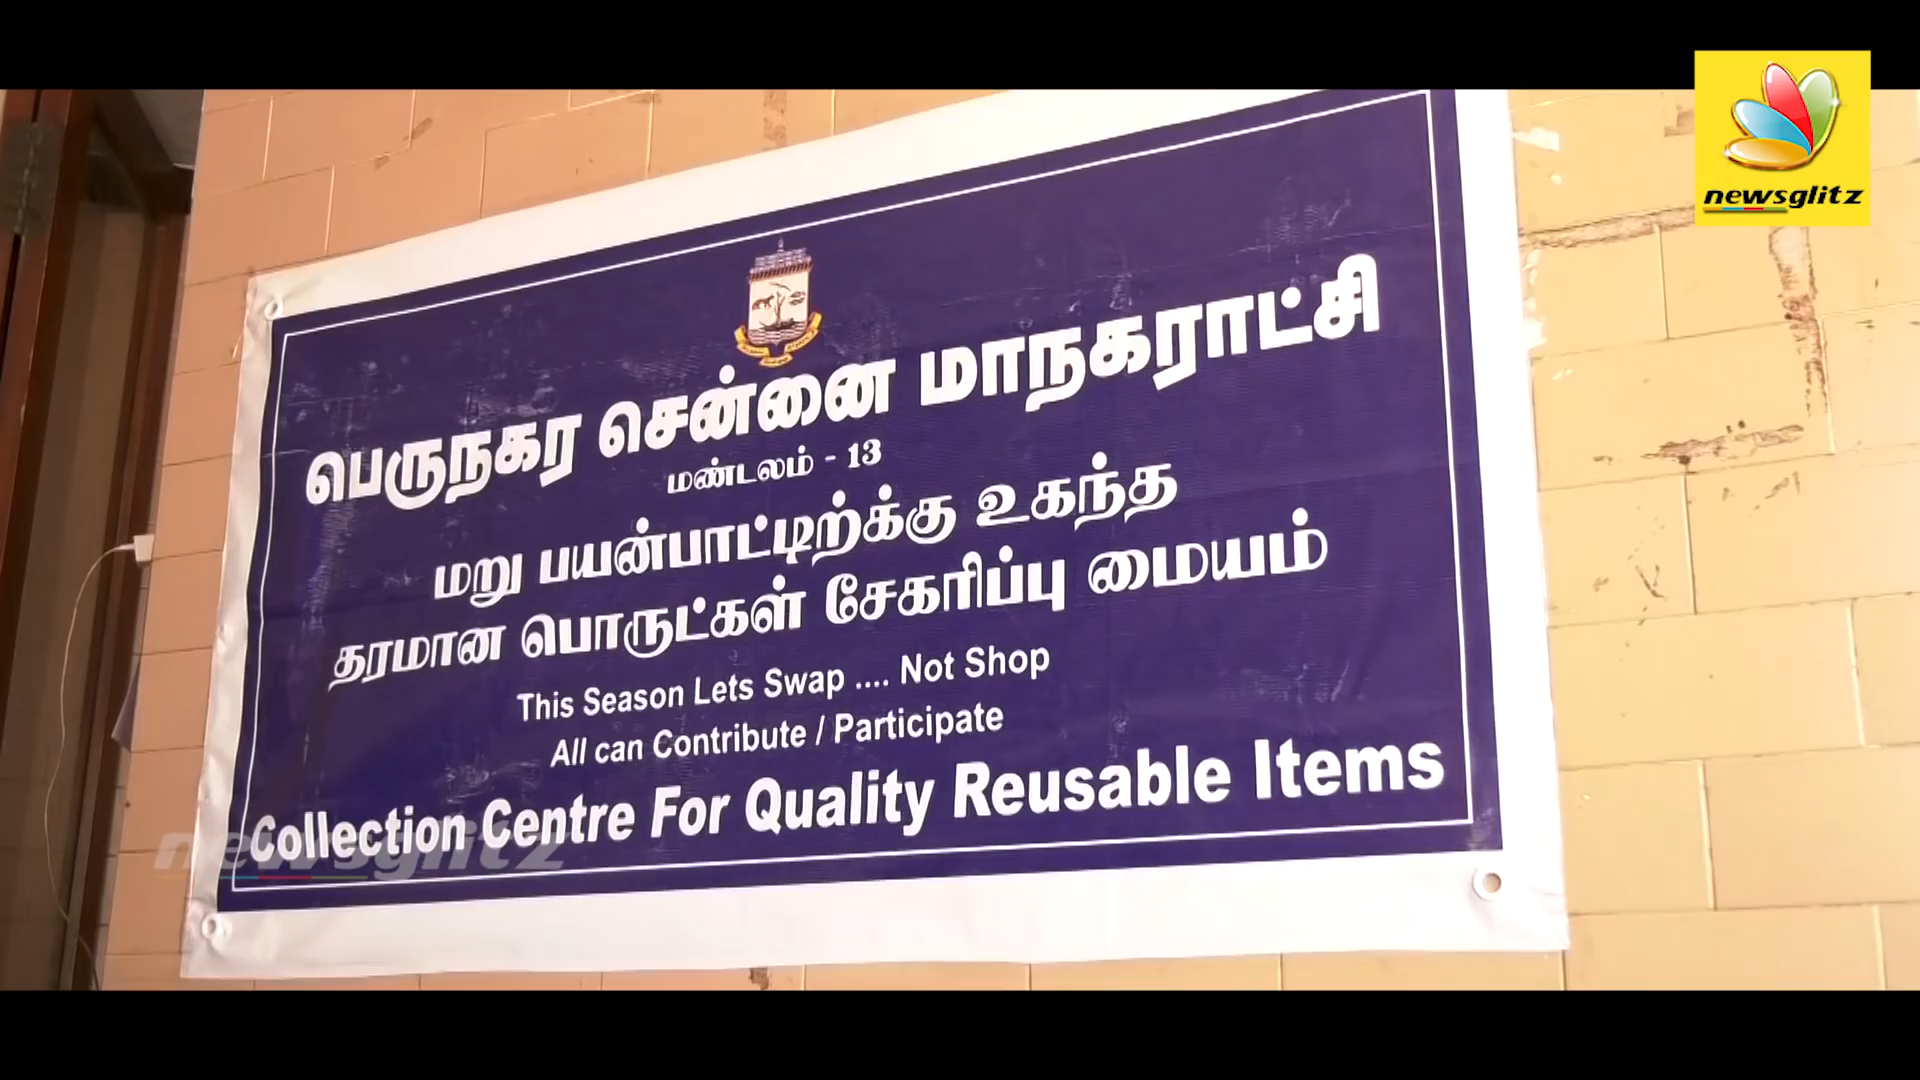 newsglitz
பெருநகர சென்னை மாநகராட்சி
மண்டலம் - 13
மறு பயன்பாட்டிற்க்கு உகந்த
தரமான பொருட்கள் சேகரிப்பு மையம்
This Season Lets Swap .... Not Shop
All can Contribute / Participate
Collection Centre For Quality Reusable Items
newsglitz